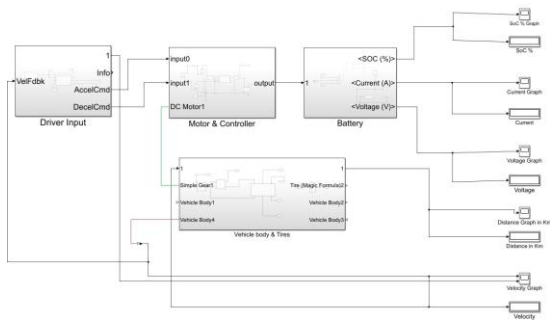 SoC % Graph
SoC %
1
VelFdbk
Info
AccelCmd
DecelCmd
Driver Input
input0
input1
output
DC Motor1
Motor & Controller
1
<SOC (%)>
<Current (A)>
<Voltage (V)>
Battery
Current Graph
Current
Voltage Graph
Voltage
1
1
Simple Gear1
Tire (Magic Formula)2
Vehicle Body1
Vehicle Body2
Vehicle Body4
Vehicle Body3
Vehicle body & Tires
Distance Graph in Km
Distance in Km
Velocity Graph
Velocity